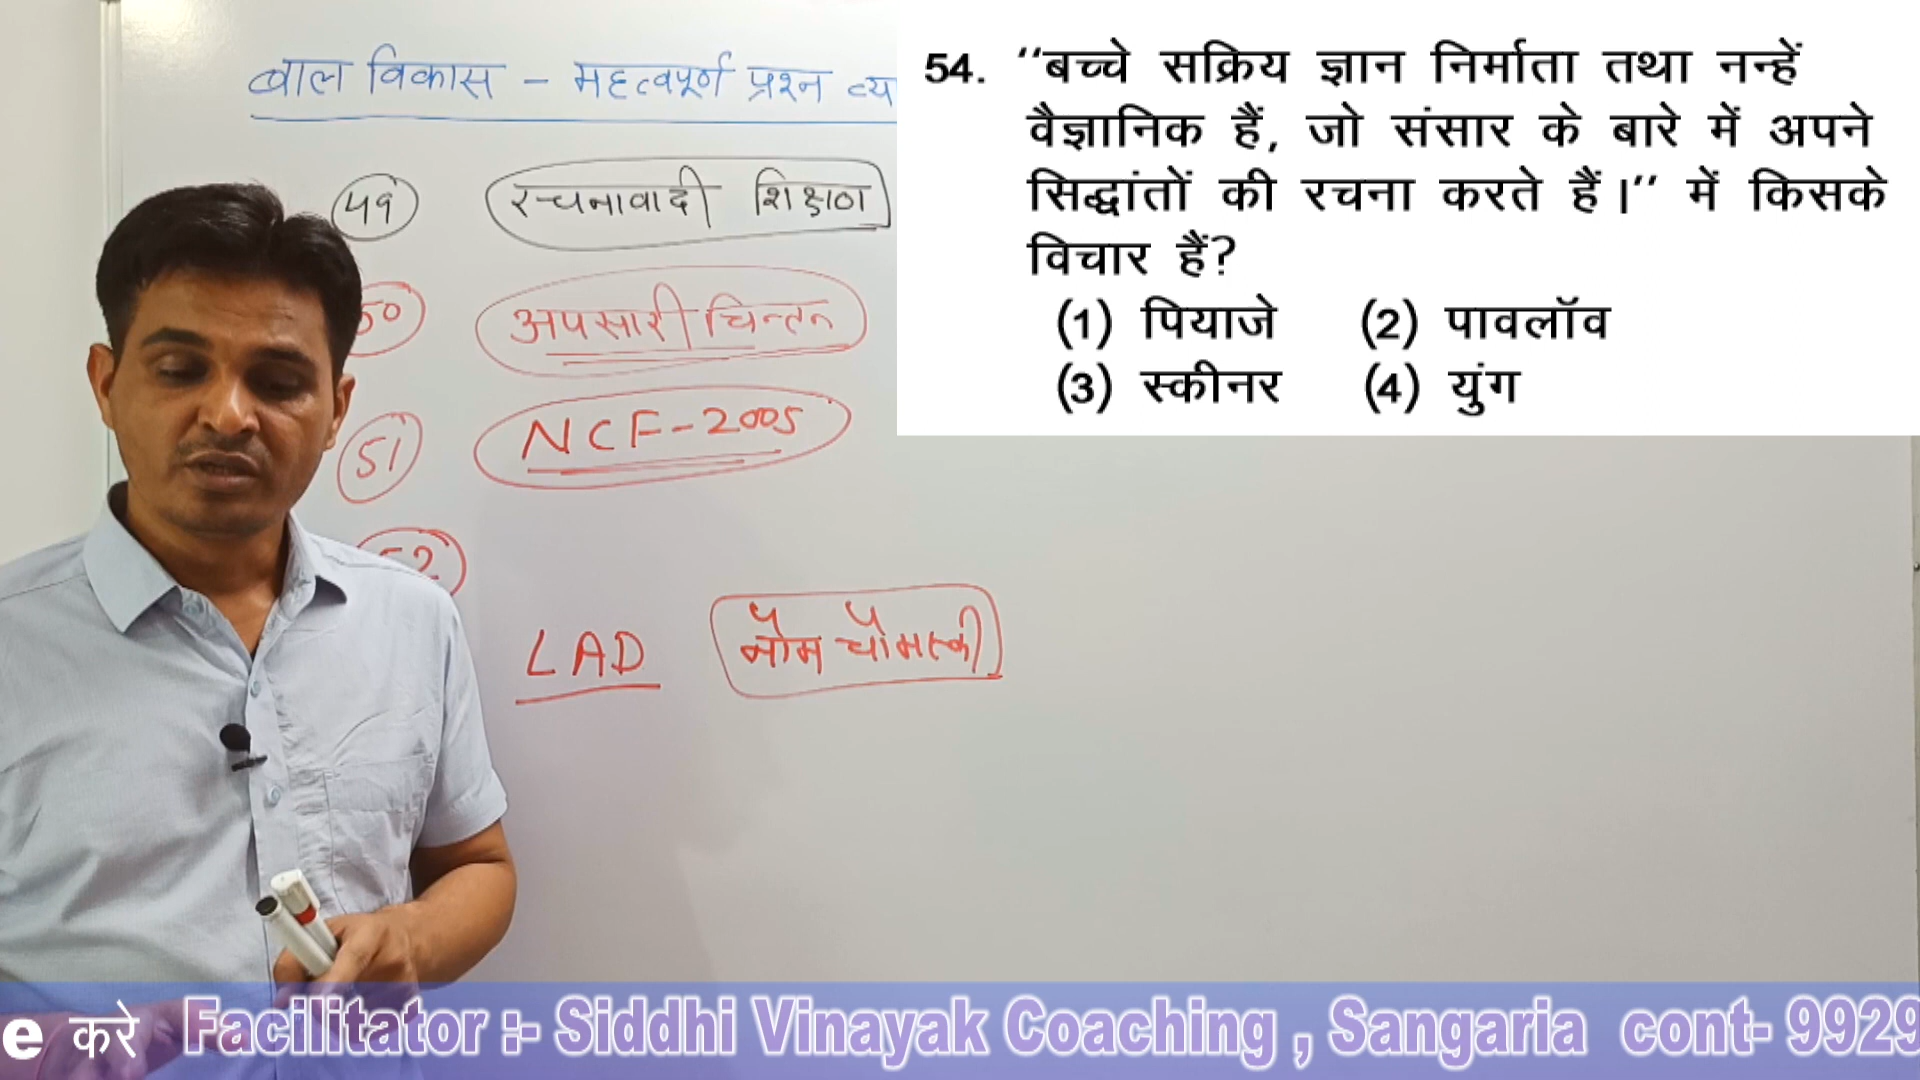 बाल विकास - महत्वपूर्ण प्रश्न व्या
49 रचनावादी शिक्षण
50 अपसारी चिन्तन
51 NCF-2005
52
LAD नोम चोमस्की
54. "बच्चे सक्रिय ज्ञान निर्माता तथा नन्हें
वैज्ञानिक हैं, जो संसार के बारे में अपने
सिद्धांतों की रचना करते हैं।" में किसके
विचार हैं?
(1) पियाजे (2) पावलॉव
(3) स्कीनर (4) युंग
e करे Facilitator :- Siddhi Vinayak Coaching , Sangaria cont- 9929